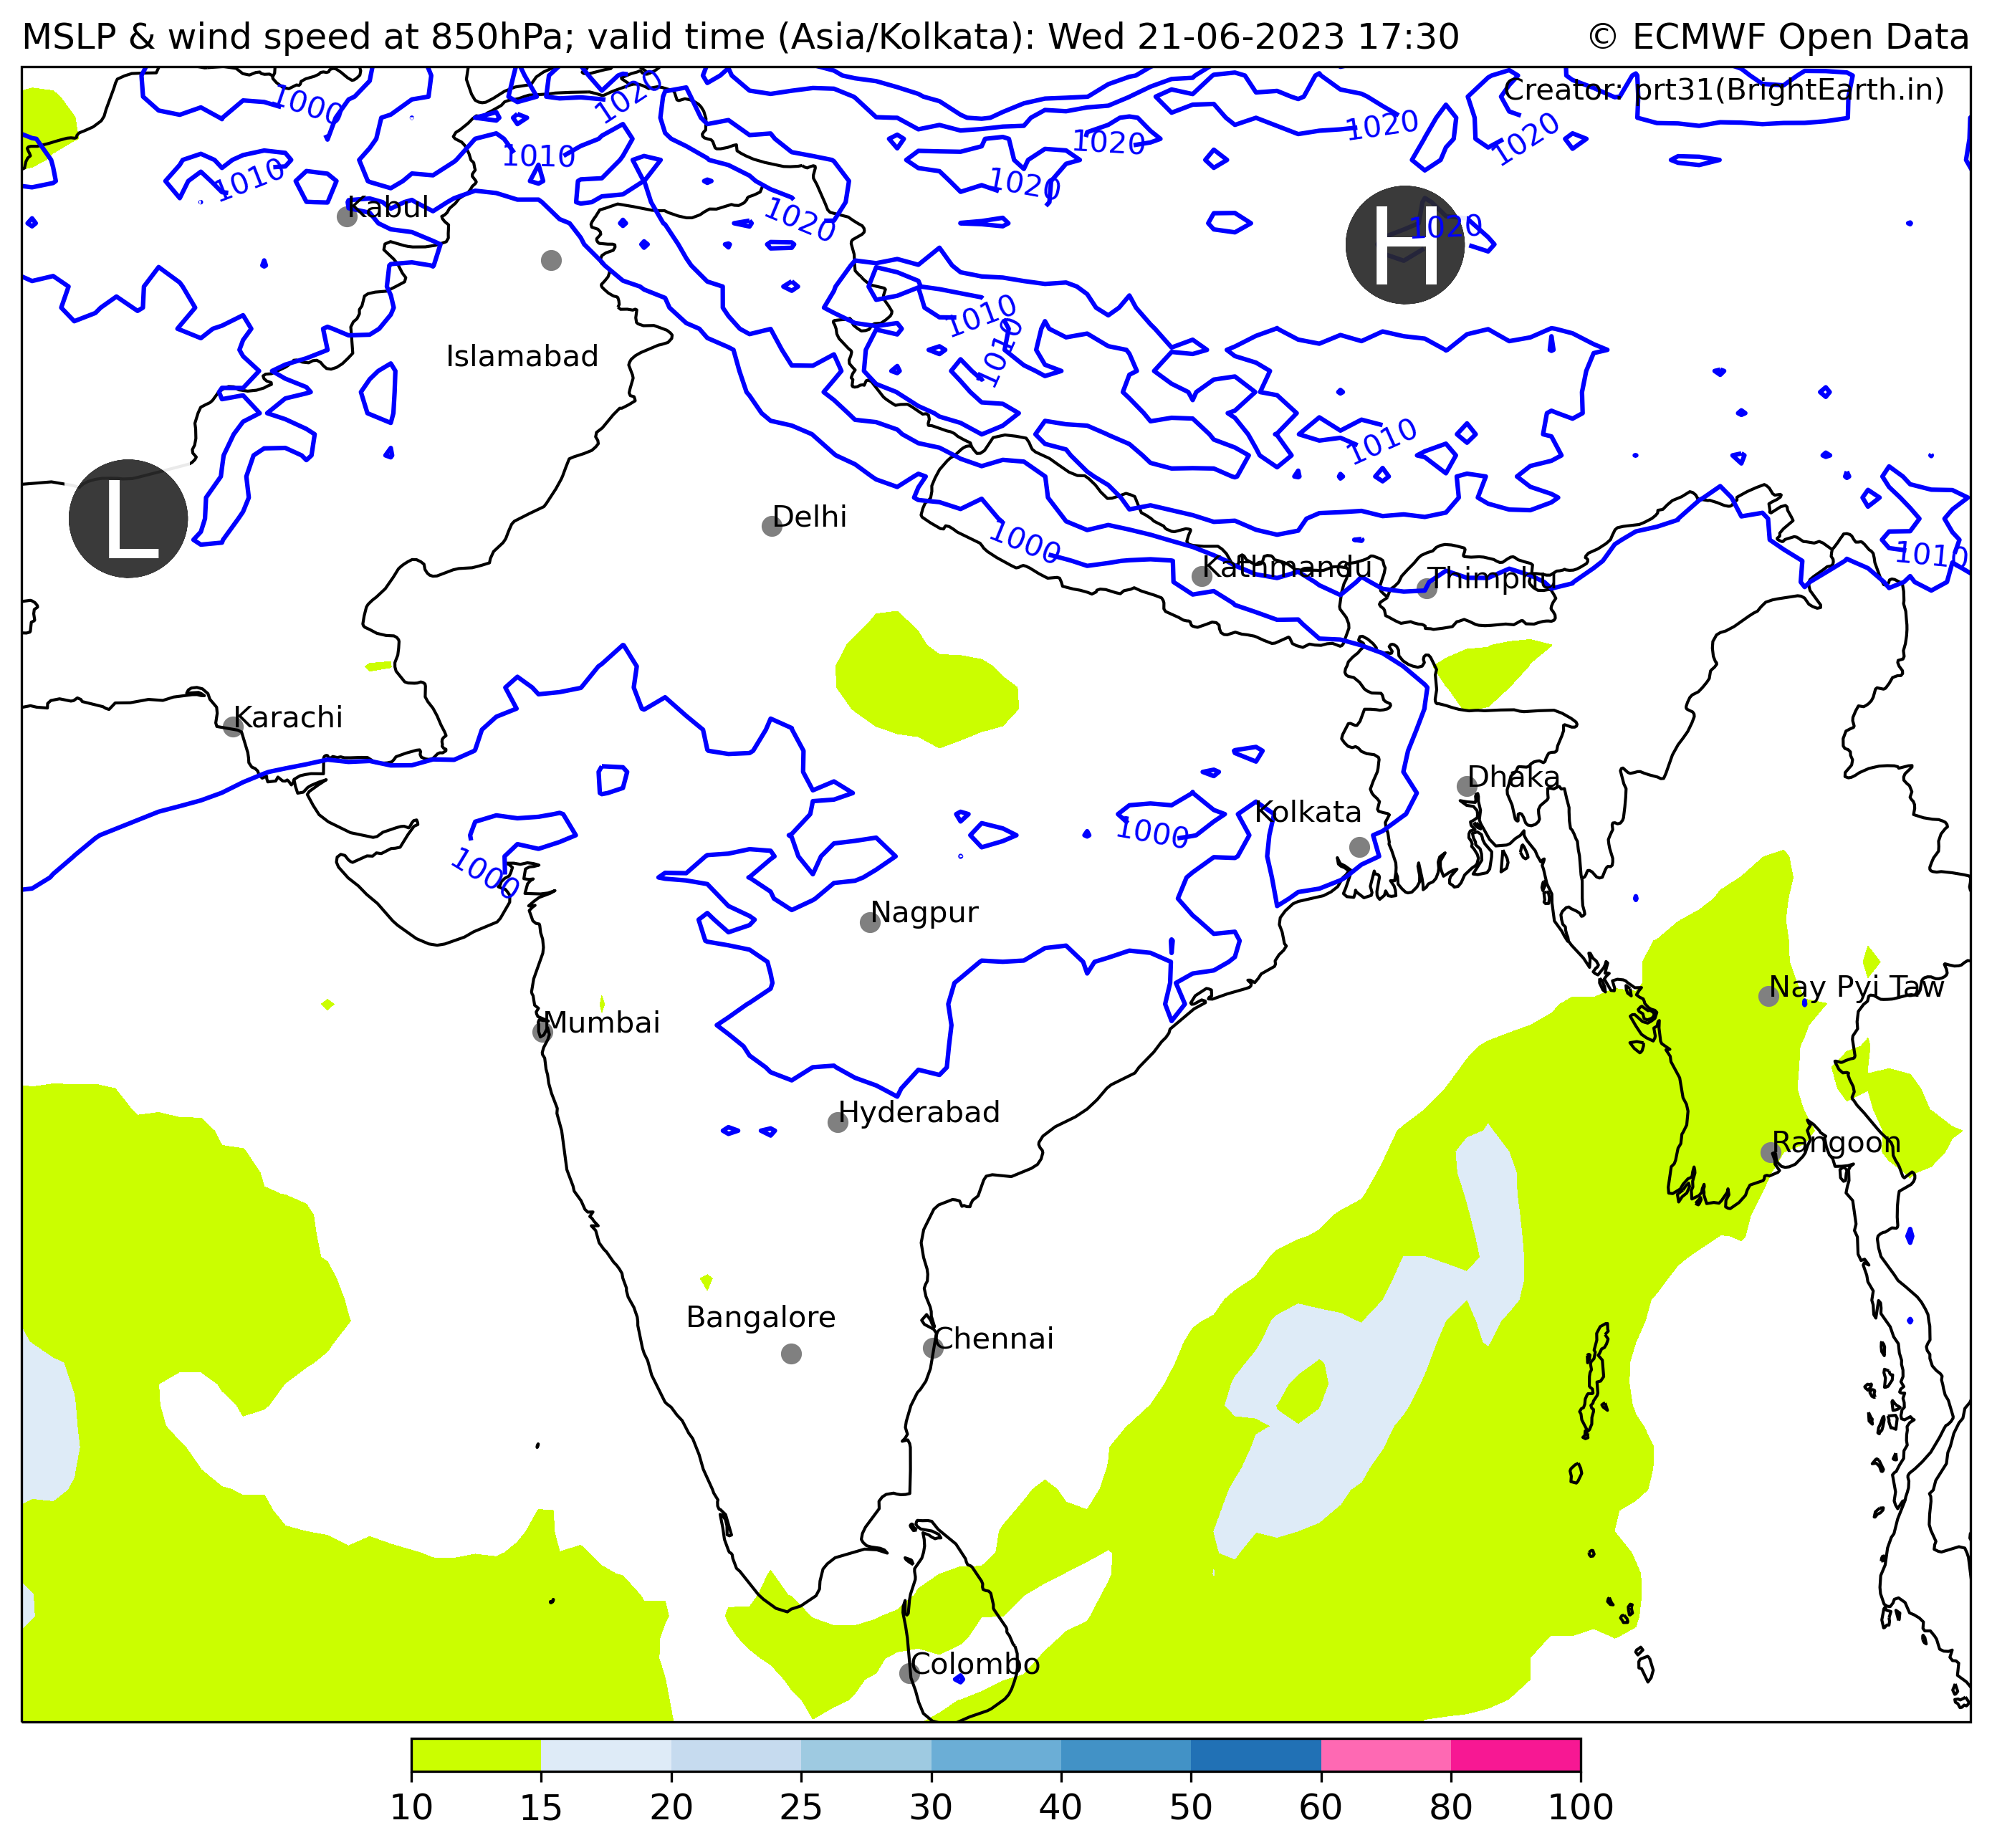 MSLP & wind speed at 850hPa; valid time (Asia/Kolkata): Wed 21-06-2023 17:30 © ECMWF Open Data
Creator: prt31(BrightEarth.in)
1000
1020
1010
1010
1020
1020
1020
1020
1020
1020
H
Kabul
1010
1010
Islamabad
1010
L
Delhi
1000
1010
Kathmandu
Thimphu
Karachi
Dhaka
Kolkata
1000
1000
Nagpur
Nay Pyi Taw
Mumbai
Hyderabad
Rangoon
Bangalore
Chennai
Colombo
10 15 20 25 30 40 50 60 80 100